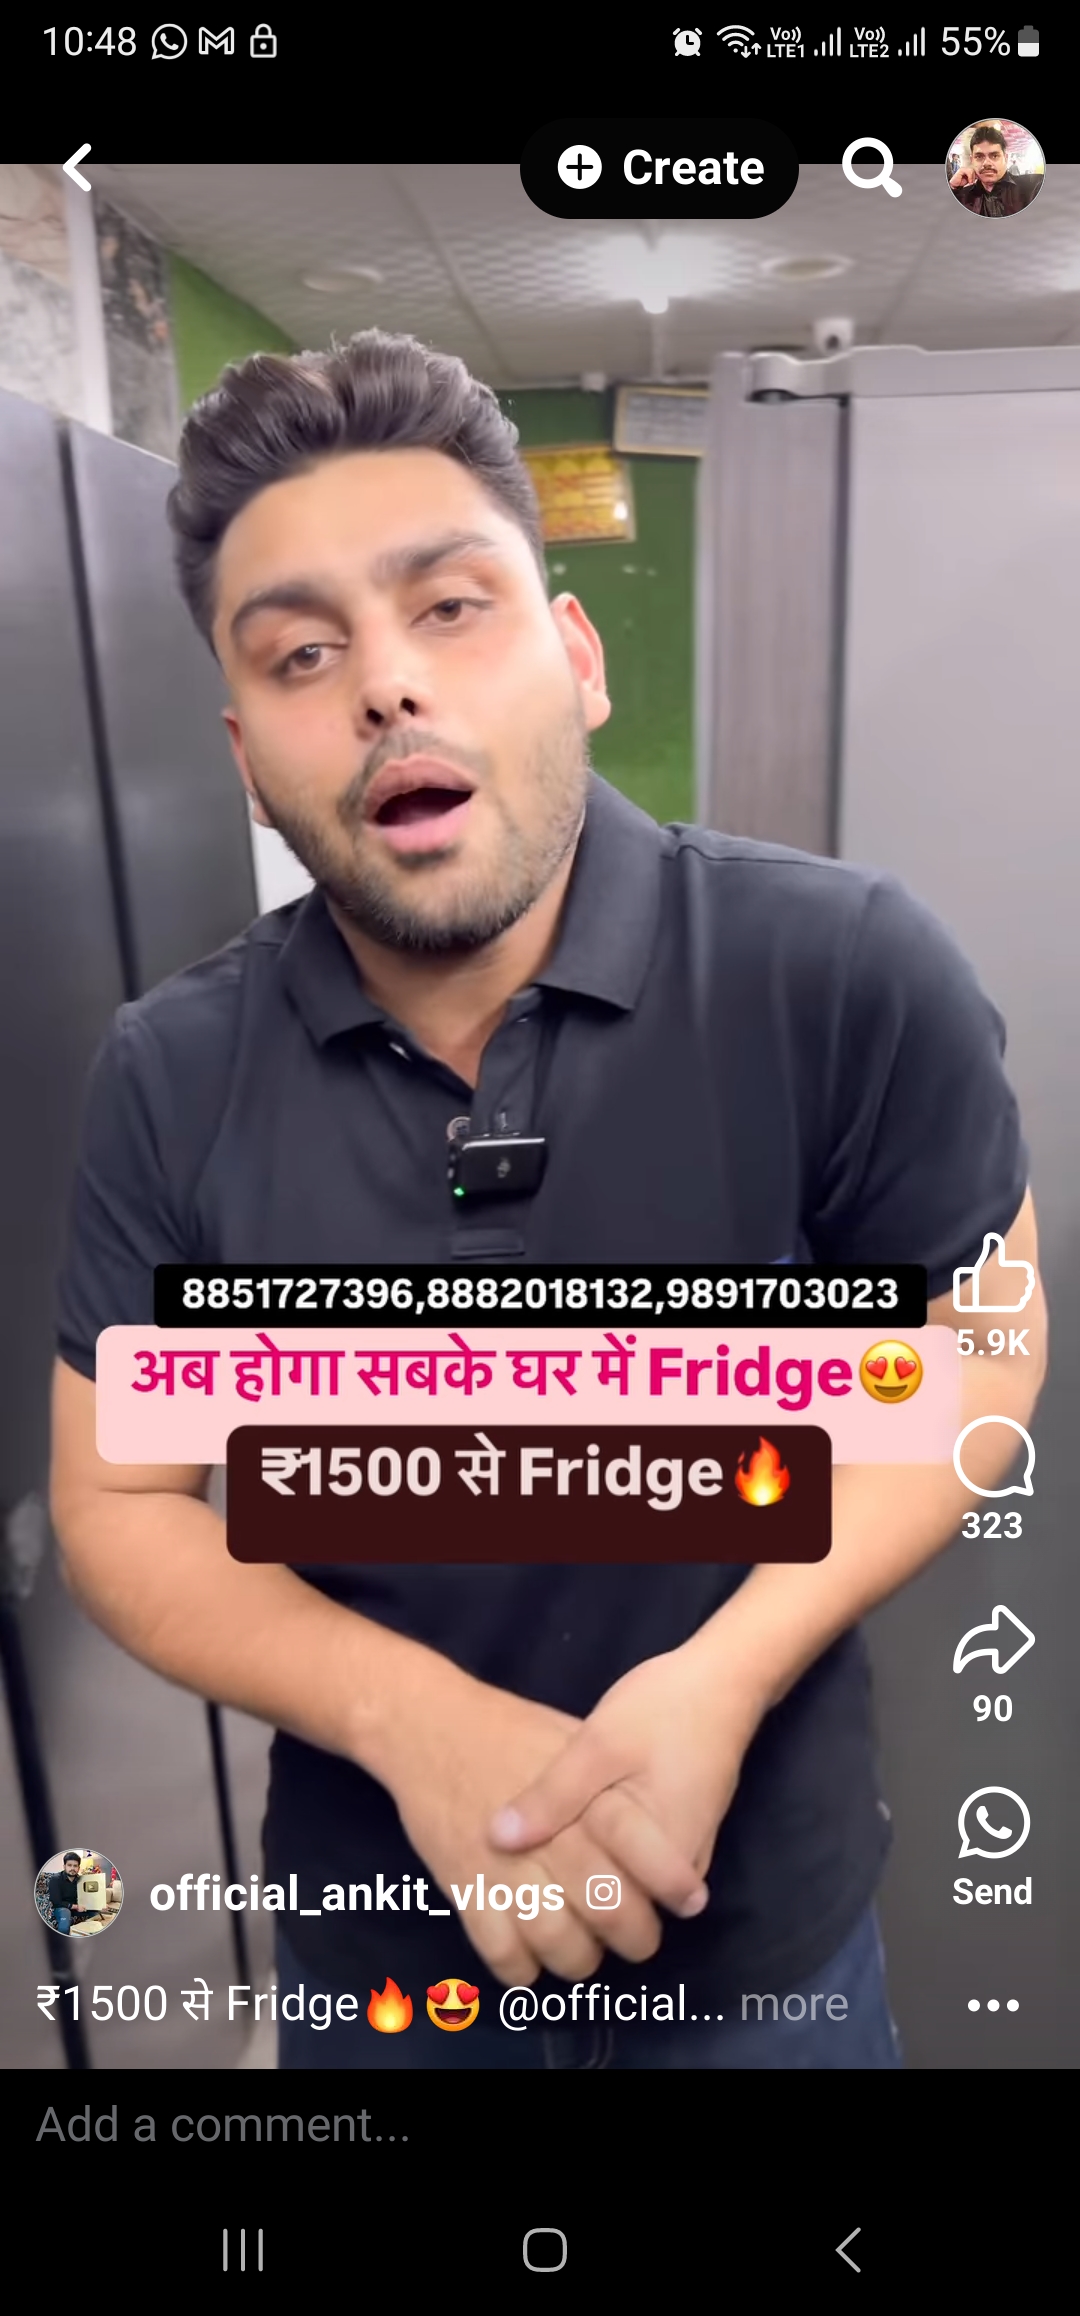 10:48
Vo)) LTE1 Vo)) LTE2 55%
Create
8851727396,8882018132,9891703023
अब होगा सबके घर में Fridge😍
₹1500 से Fridge🔥
5.9K
323
90
Send
official_ankit_vlogs
₹1500 से Fridge🔥😍 @official... more
Add a comment...